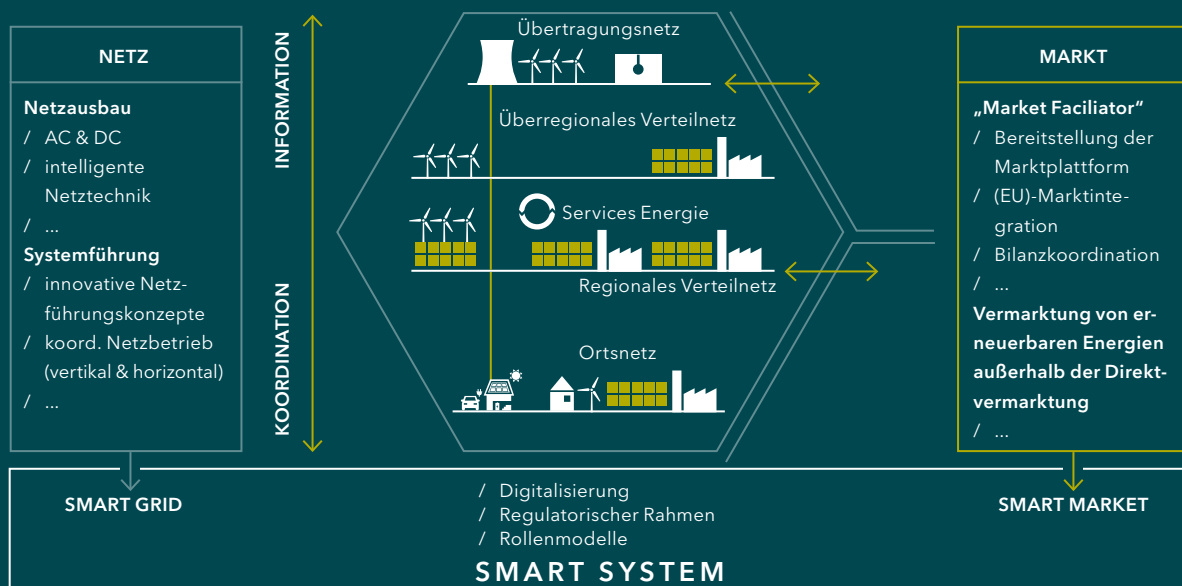 NETZ
Netzausbau
/ AC & DC
/ intelligente
Netztechnik
/ ...
Systemführung
/ innovative Netz-
führungskonzepte
/ koord. Netzbetrieb
(vertikal & horizontal)
/ ...
SMART GRID
INFORMATION
KOORDINATION
Übertragungsnetz
Überregionales Verteilnetz
Services Energie
Regionales Verteilnetz
Ortsnetz
MARKT
„Market Faciliator“
/ Bereitstellung der
Marktplattform
/ (EU)-Marktinte-
gration
/ Bilanzkoordination
/ ...
Vermarktung von er-
neuerbaren Energien
außerhalb der Direkt-
vermarktung
/ ...
SMART MARKET
/ Digitalisierung
/ Regulatorischer Rahmen
/ Rollenmodelle
SMART SYSTEM